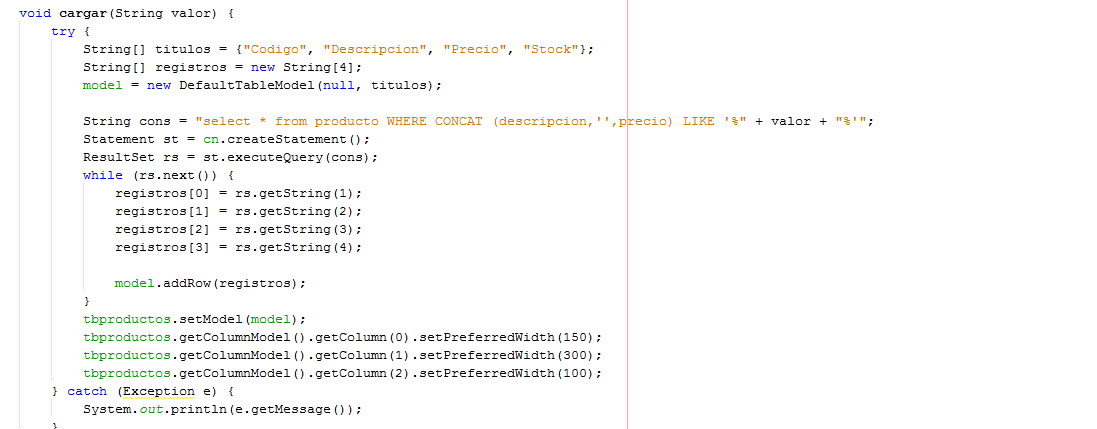 void cargar(String valor) {
try {
String[] titulos = {"Codigo", "Descripcion", "Precio", "Stock"};
String[] registros = new String[4];
model = new DefaultTableModel(null, titulos);
String cons = "select * from producto WHERE CONCAT (descripcion,'',precio) LIKE '%" + valor + "%'";
Statement st = cn.createStatement();
ResultSet rs = st.executeQuery(cons);
while (rs.next()) {
registros[0] = rs.getString(1);
registros[1] = rs.getString(2);
registros[2] = rs.getString(3);
registros[3] = rs.getString(4);
model.addRow(registros);
}
tbproductos.setModel(model);
tbproductos.getColumnModel().getColumn(0).setPreferredWidth(150);
tbproductos.getColumnModel().getColumn(1).setPreferredWidth(300);
tbproductos.getColumnModel().getColumn(2).setPreferredWidth(100);
} catch (Exception e) {
System.out.println(e.getMessage());
}